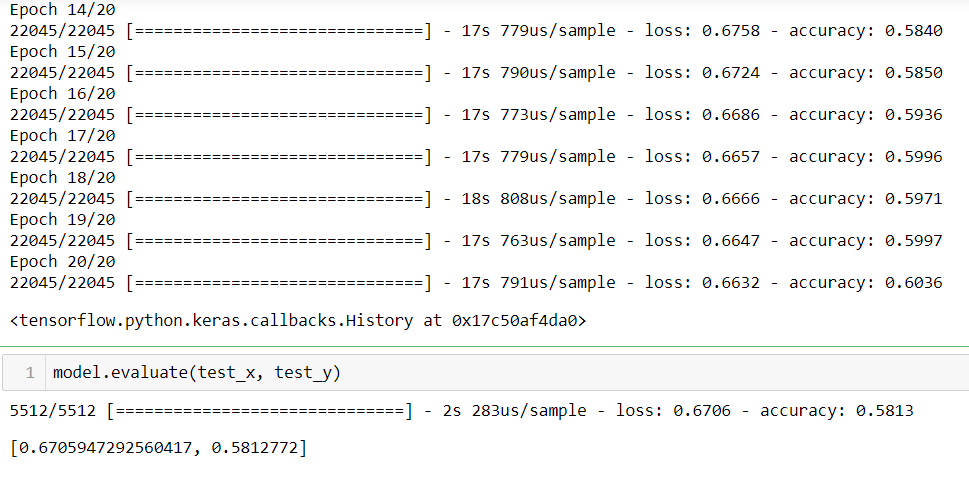 Epoch 14/20
22045/22045 [==============================] - 17s 779us/sample - loss: 0.6758 - accuracy: 0.5840
Epoch 15/20
22045/22045 [==============================] - 17s 790us/sample - loss: 0.6724 - accuracy: 0.5850
Epoch 16/20
22045/22045 [==============================] - 17s 773us/sample - loss: 0.6686 - accuracy: 0.5936
Epoch 17/20
22045/22045 [==============================] - 17s 779us/sample - loss: 0.6657 - accuracy: 0.5996
Epoch 18/20
22045/22045 [==============================] - 18s 808us/sample - loss: 0.6666 - accuracy: 0.5971
Epoch 19/20
22045/22045 [==============================] - 17s 763us/sample - loss: 0.6647 - accuracy: 0.5997
Epoch 20/20
22045/22045 [==============================] - 17s 791us/sample - loss: 0.6632 - accuracy: 0.6036
<tensorflow.python.keras.callbacks.History at 0x17c50af4da0>
1 model.evaluate(test_x, test_y)
5512/5512 [==============================] - 2s 283us/sample - loss: 0.6706 - accuracy: 0.5813
[0.6705947292560417, 0.5812772]